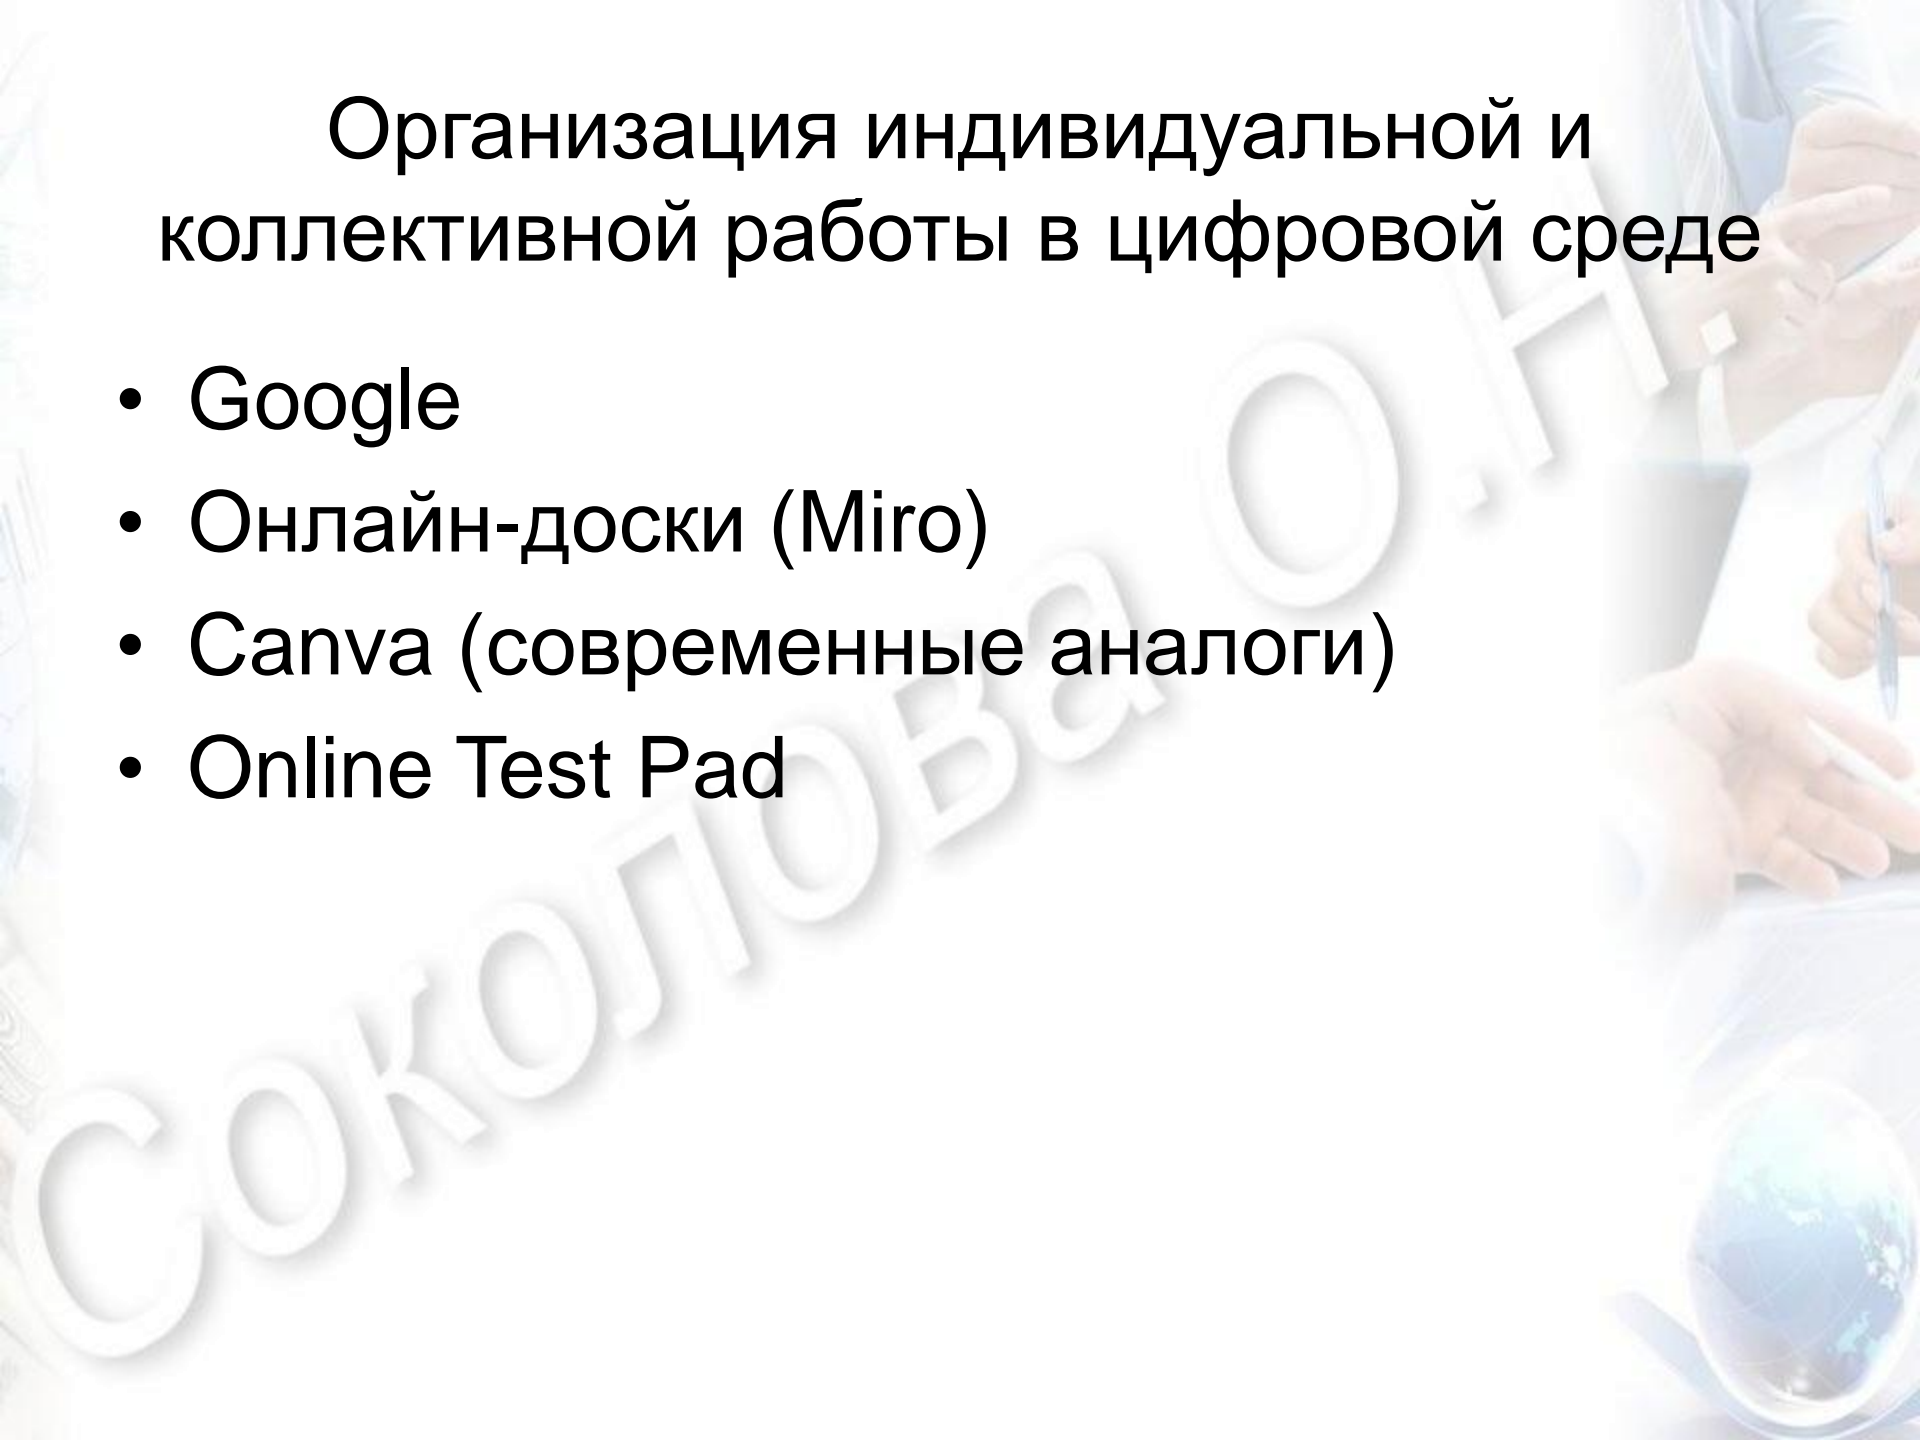 Организация индивидуальной и
коллективной работы в цифровой среде
• Google
• Онлайн-доски (Miro)
• Canva (современные аналоги)
• Online Test Pad
Соколова О.Н.